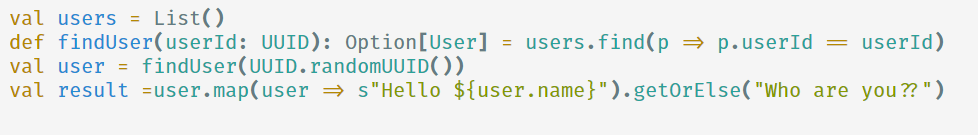 val users = List()
def findUser(userId: UUID): Option[User] = users.find(p => p.userId == userId)
val user = findUser(UUID.randomUUID())
val result =user.map(user => s"Hello ${user.name}").getOrElse("Who are you??")